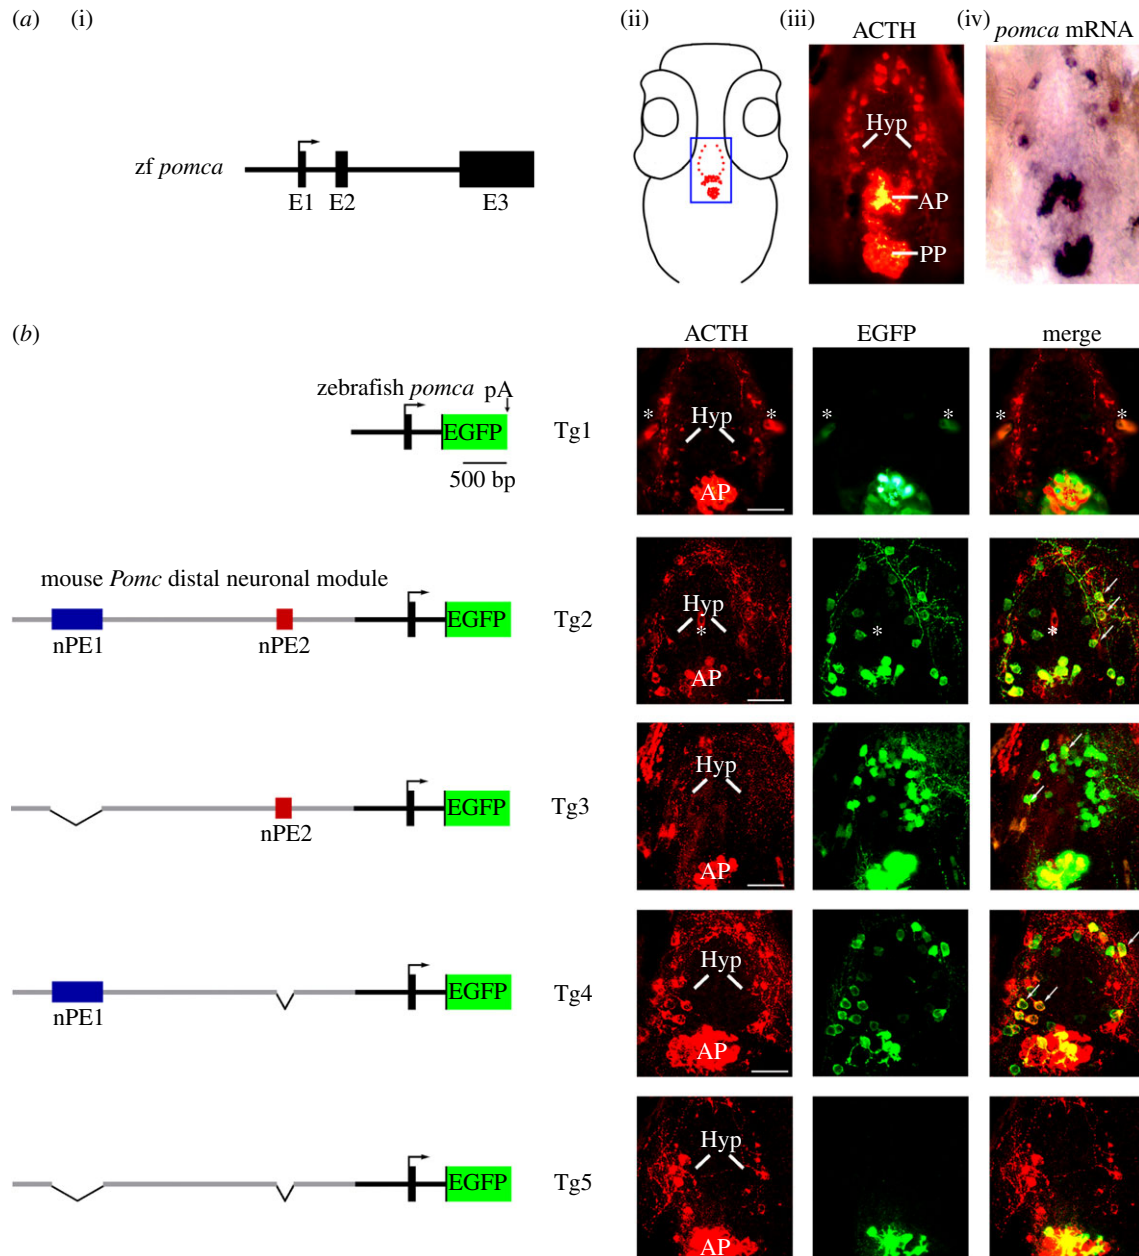 (a) (i) (ii) (iii) (iv)
ACTH pomca mRNA
zf pomca
E1 E2 E3
Hyp
AP
PP
(b)
ACTH EGFP merge
zebrafish pomca pA
EGFP
500 bp
Tg1
* Hyp * * * * *
AP
mouse Pomc distal neuronal module
nPE1 nPE2
EGFP
Tg2
Hyp
* * *
AP
nPE2
EGFP
Tg3
Hyp
AP
nPE1
EGFP
Tg4
Hyp
AP
EGFP
Tg5
Hyp
AP